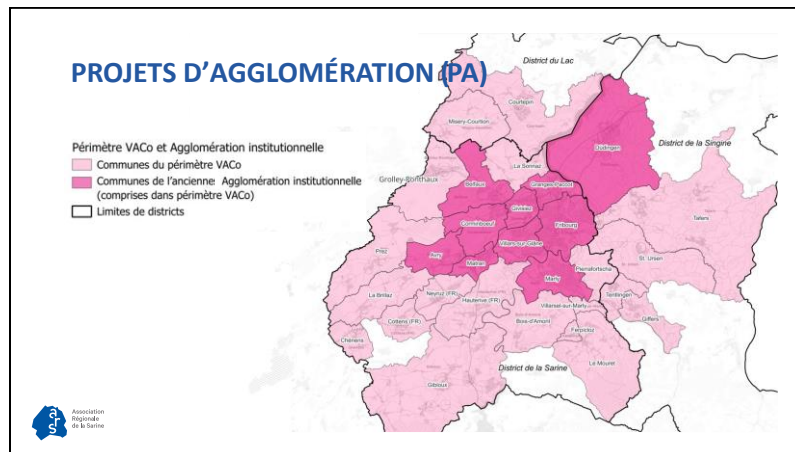 PROJETS D'AGGLOMÉRATION (PA)
District du Lac
Courtepin
Misery-Courtion
Périmètre VACo et Agglomération institutionnelle
Communes du périmètre VACo
Communes de l'ancienne Agglomération institutionnelle
(comprises dans périmètre VACo)
Limites de districts
District de la Singine
Düdingen
La Sonnaz
Grolley-Ponthaux
Belfaux
Granges-Paccot
Givisiez
Tafers
Corminboeuf
Fribourg
Villars-sur-Glâne
Prez
Avry
Matran
St. Ursen
Pierrafortscha
Marly
La Brillaz
Neyruz (FR)
Hauterive (FR)
Villarsel-sur-Marly
Tentlingen
Giffers
Cottens (FR)
Bois-d'Amont
Ferpicloz
Chénens
Le Mouret
District de la Sarine
Gibloux
ars
Association
Régionale
de la Sarine